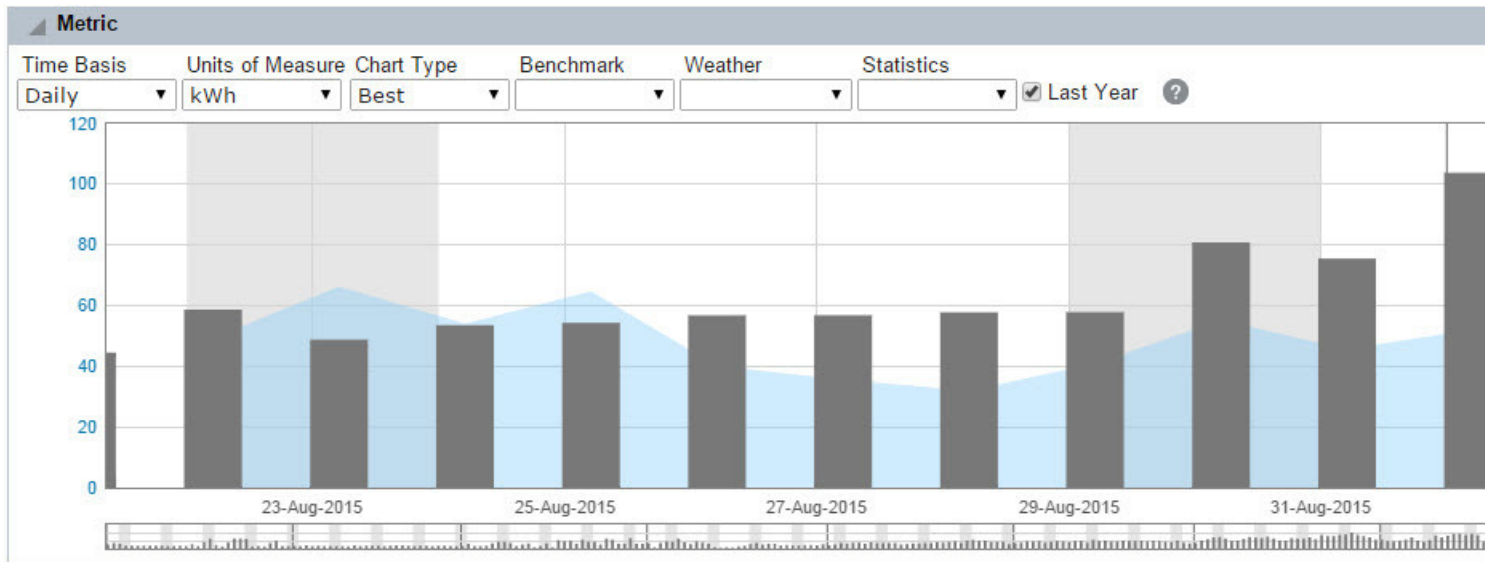 Metric
Time Basis Units of Measure Chart Type Benchmark Weather Statistics
Daily kWh Best Last Year ?
120
100
80
60
40
20
0
23-Aug-2015 25-Aug-2015 27-Aug-2015 29-Aug-2015 31-Aug-2015